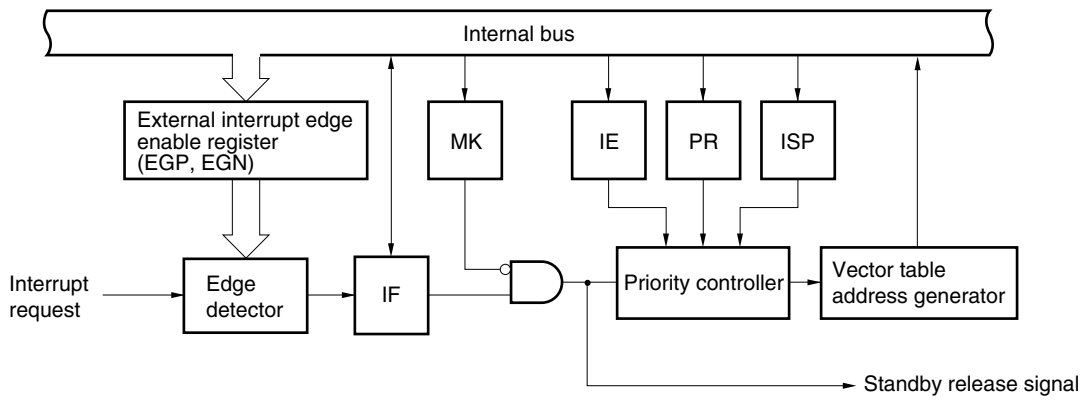 Internal bus
External interrupt edge
enable register
(EGP, EGN)
MK
IE
PR
ISP
Interrupt
request
Edge
detector
IF
Priority controller
Vector table
address generator
Standby release signal